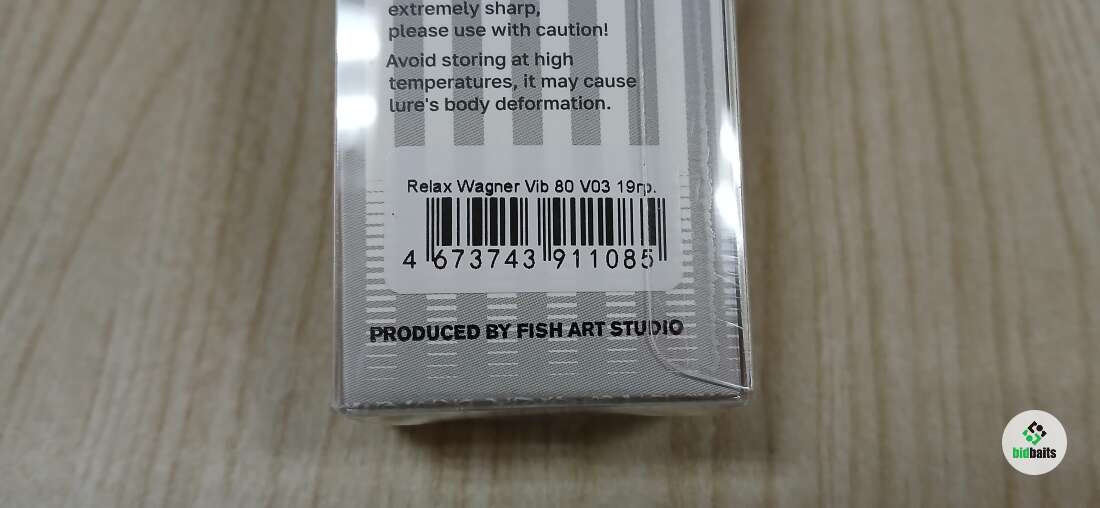 extremely sharp,
please use with caution!
Avoid storing at high
temperatures, it may cause
lure's body deformation.
Relax Wagner Vib 80 V03 19гр.
4 673743 911085
PRODUCED BY FISH ART STUDIO
bidbaits